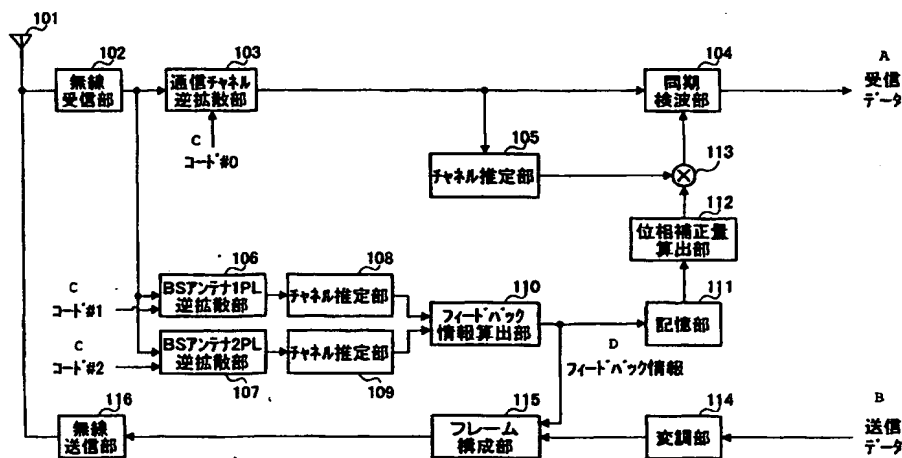 101
102
無線
受信部
103
通信チャネル
逆拡散部
C
コード#0
104
同期
検波部
A
受信
データ
105
チャネル推定部
113
112
位相補正量
算出部
C
コード#1
106
BSアンテナ1PL
逆拡散部
108
チャネル推定部
110
フィードバック
情報算出部
111
記憶部
C
コード#2
BSアンテナ2PL
逆拡散部
107
チャネル推定部
109
D
フィードバック情報
116
無線
送信部
115
フレーム
構成部
114
変調部
B
送信
データ